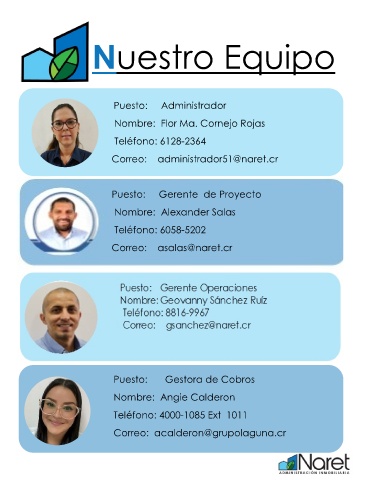 Nuestro Equipo
Puesto: Administrador
Nombre: Flor Ma. Cornejo Rojas
Teléfono: 6128-2364
Correo: administrador51@naret.cr
Puesto: Gerente de Proyecto
Nombre: Alexander Salas
Teléfono: 6058-5202
Correo: asalas@naret.cr
Puesto: Gerente Operaciones
Nombre: Geovanny Sánchez Ruíz
Teléfono: 8816-9967
Correo: gsanchez@naret.cr
Puesto: Gestora de Cobros
Nombre: Angie Calderon
Teléfono: 4000-1085 Ext 1011
Correo: acalderon@grupolaguna.cr
Naret
ADMINISTRACIÓN INMOBILIARIA